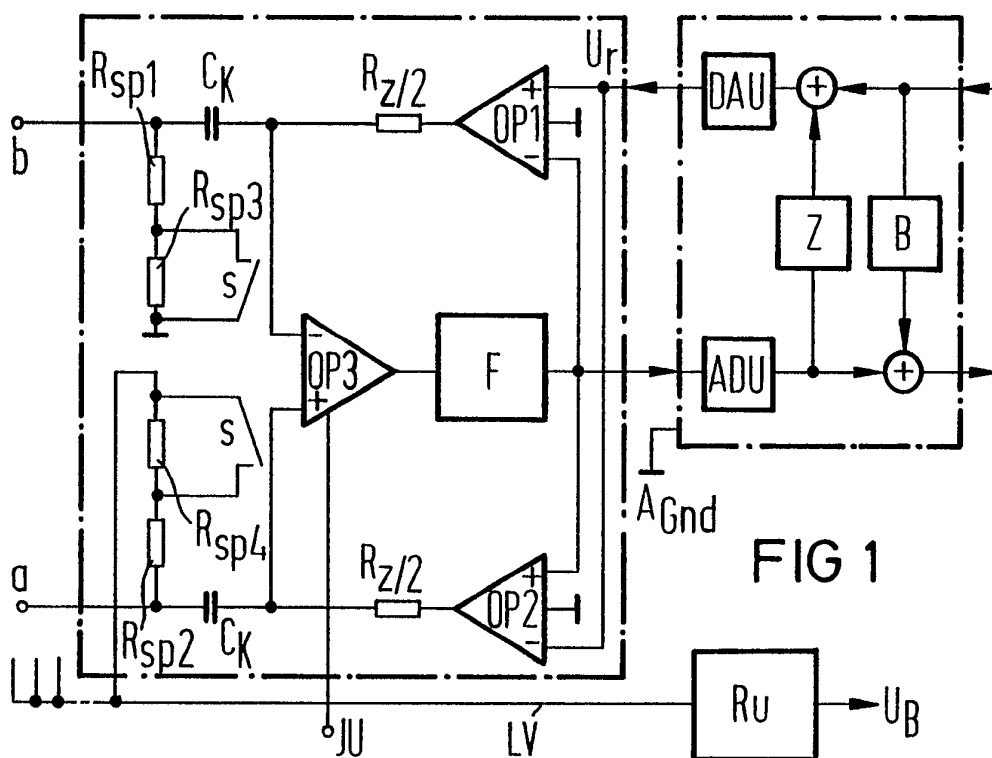 Rsp1
CK
Rz/2
Ur
+
OP1
-
DAU
+
b
Rsp3
S
Z
B
-
OP3
+
F
ADU
+
S
Rsp4
AGnd
Rz/2
+
OP2
-
FIG 1
a
Rsp2
CK
JU
LV
Ru
UB